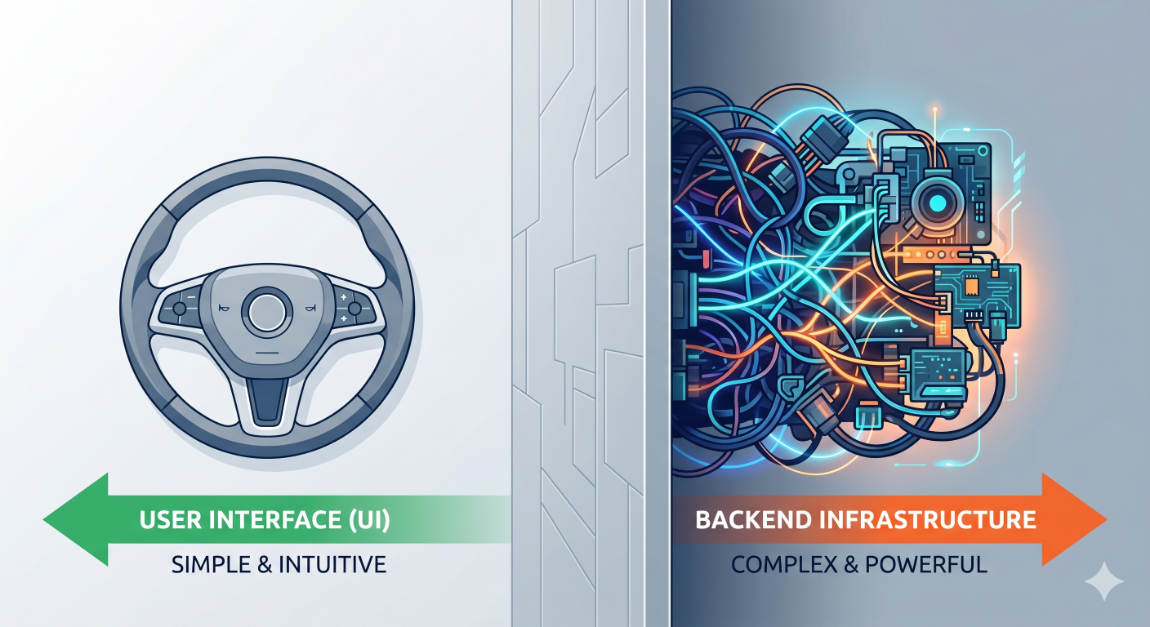 USER INTERFACE (UI)
SIMPLE & INTUITIVE
BACKEND INFRASTRUCTURE
COMPLEX & POWERFUL